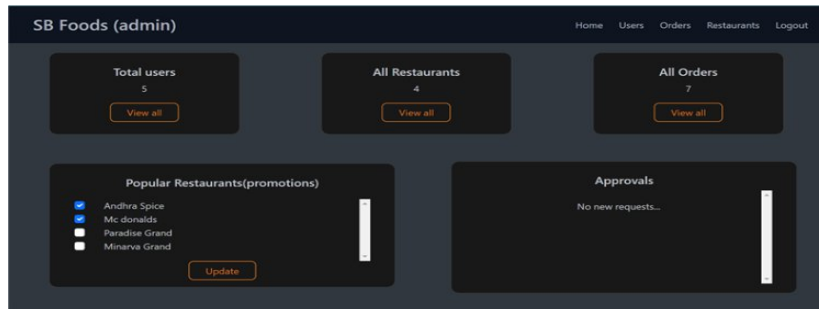 SB Foods (admin)
Home Users Orders Restaurants Logout
Total users
5
View all
All Restaurants
4
View all
All Orders
7
View all
Popular Restaurants(promotions)
Andhra Spice
Mc donalds
Paradise Grand
Minarva Grand
Update
Approvals
No new requests...